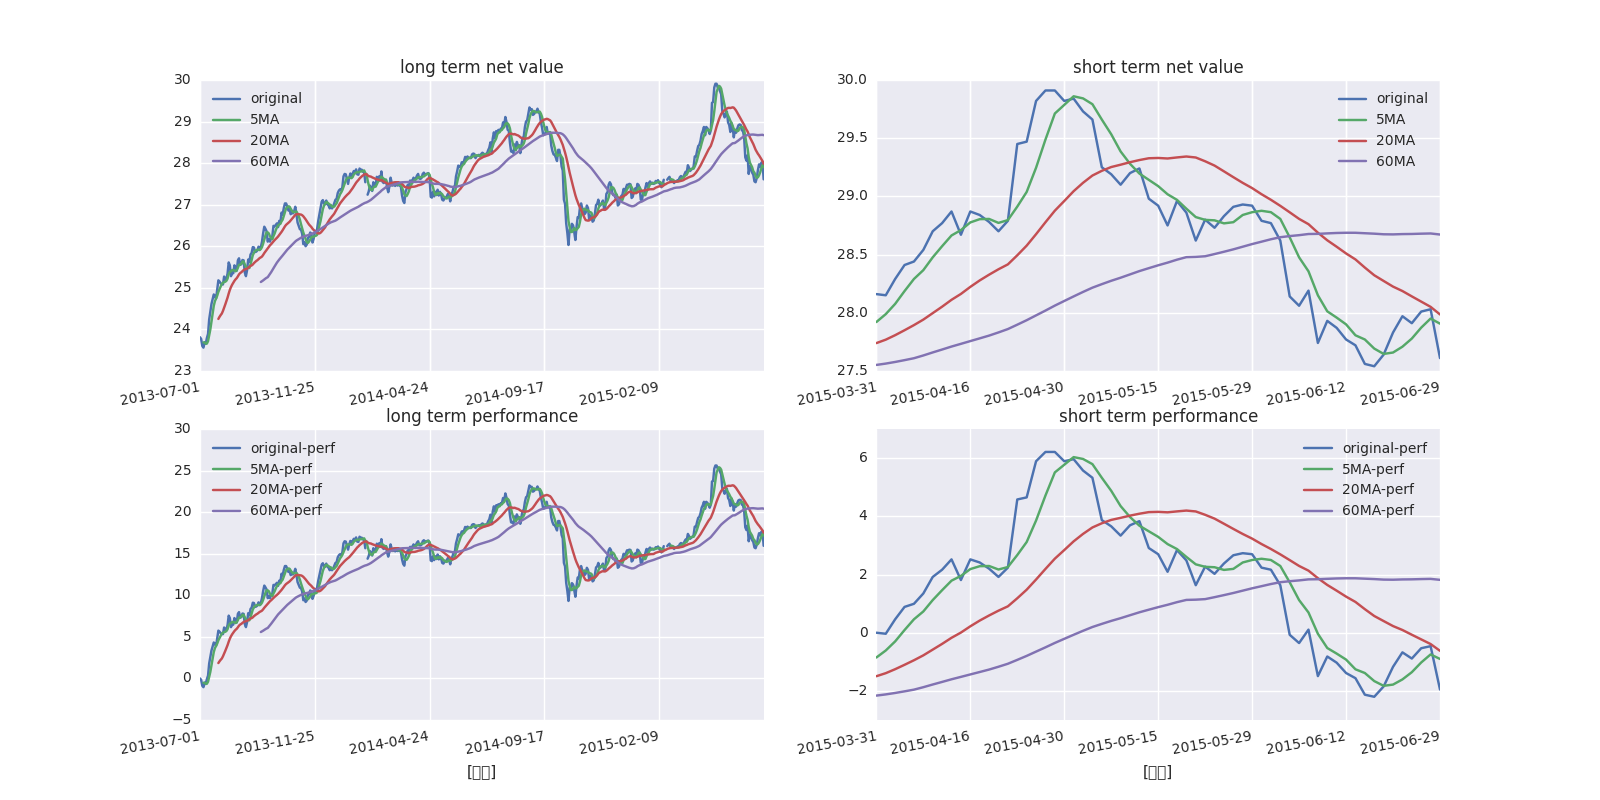 long term net value
30
29
28
27
26
25
24
23
original
5MA
20MA
60MA
2013-07-01
2013-11-25
2014-04-24
2014-09-17
2015-02-09
short term net value
30.0
29.5
29.0
28.5
28.0
27.5
original
5MA
20MA
60MA
2015-03-31
2015-04-16
2015-04-30
2015-05-15
2015-05-29
2015-06-12
2015-06-29
long term performance
30
25
20
15
10
5
0
−5
original-perf
5MA-perf
20MA-perf
60MA-perf
2013-07-01
2013-11-25
2014-04-24
2014-09-17
2015-02-09
[▯▯]
short term performance
6
4
2
0
−2
original-perf
5MA-perf
20MA-perf
60MA-perf
2015-03-31
2015-04-16
2015-04-30
2015-05-15
2015-05-29
2015-06-12
2015-06-29
[▯▯]